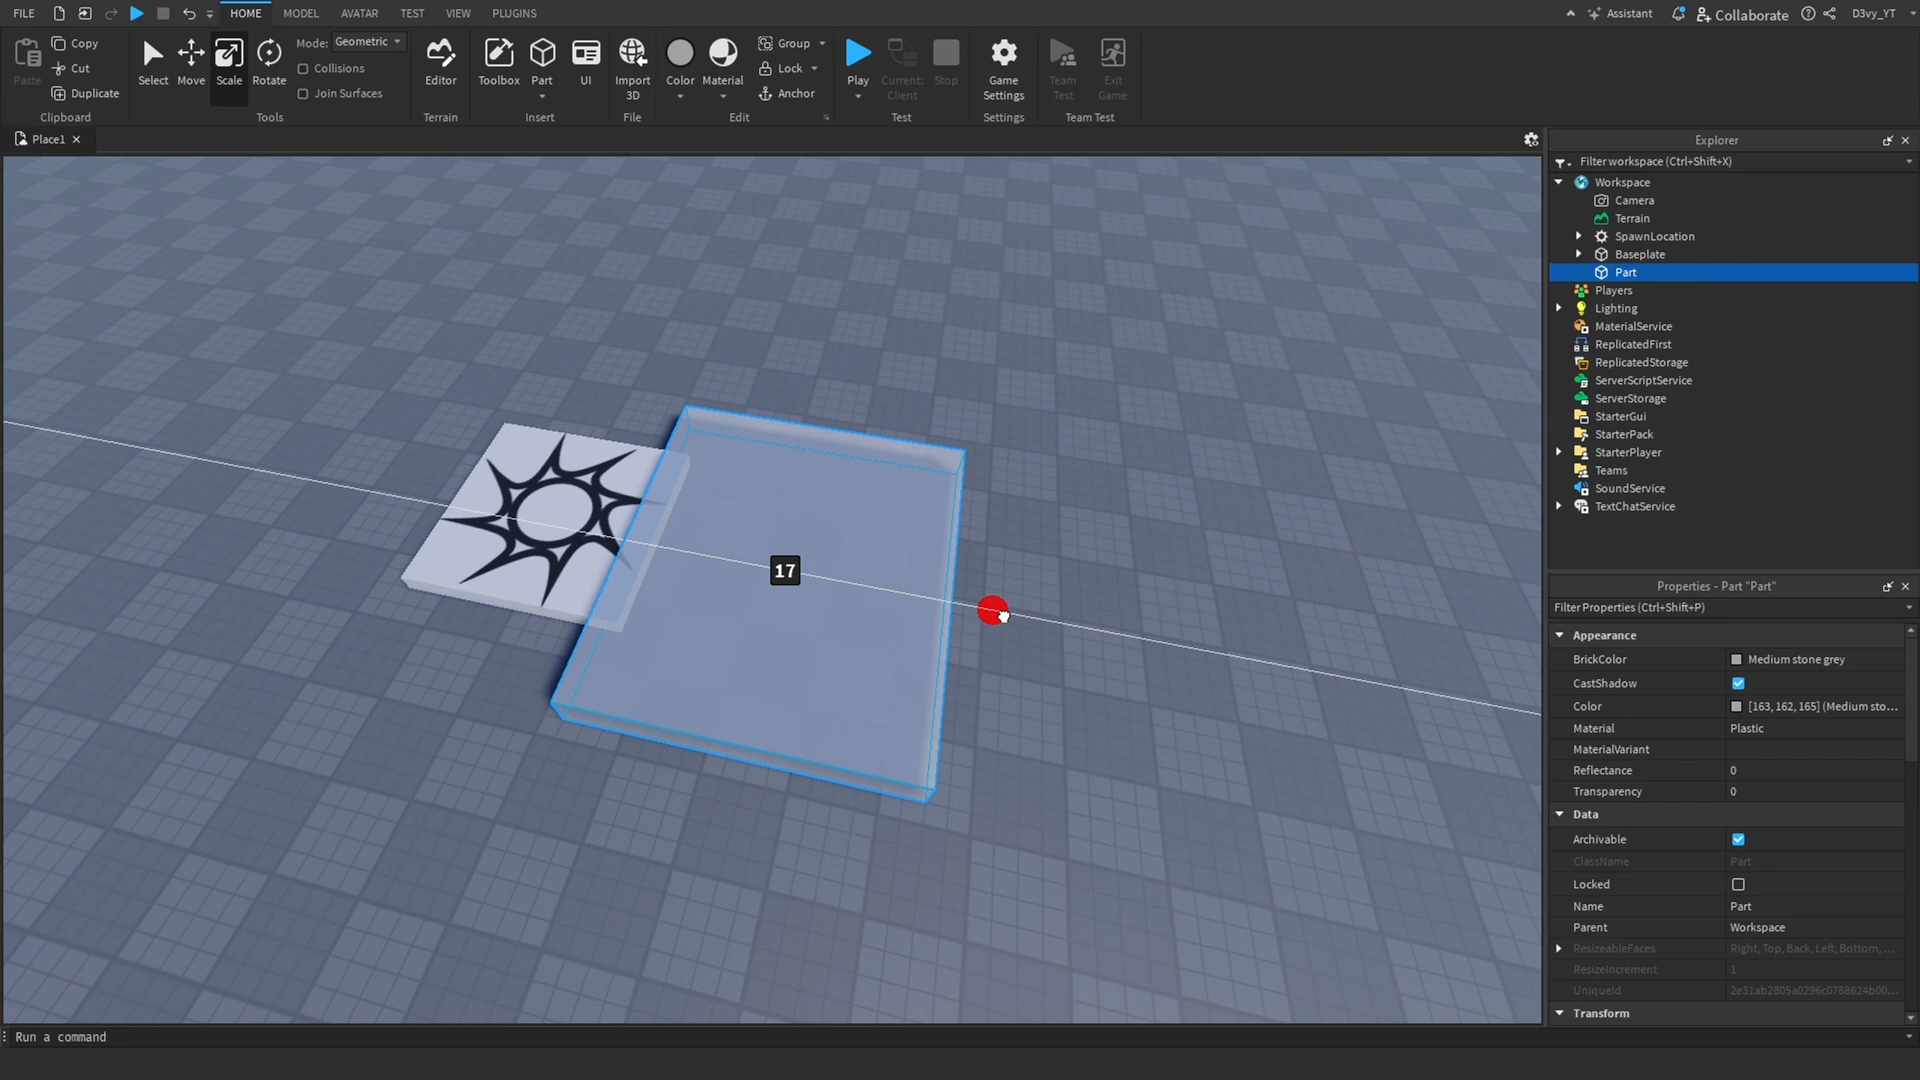 FILE HOME MODEL AVATAR TEST VIEW PLUGINS Assistant Collaborate D3vy_YT
Paste Copy Cut Duplicate Clipboard
Select Move Scale Rotate Mode: Geometric Collisions Join Surfaces Tools
Editor Terrain
Toolbox Part UI Insert
Import 3D File
Color Material Group Lock Anchor Edit
Play Current: Client Stop Test
Game Settings Settings
Team Test Exit Game Team Test
Place1
17
Explorer
Filter workspace (Ctrl+Shift+X)
Workspace
Camera
Terrain
SpawnLocation
Baseplate
Part
Players
Lighting
MaterialService
ReplicatedFirst
ReplicatedStorage
ServerScriptService
ServerStorage
StarterGui
StarterPack
StarterPlayer
Teams
SoundService
TextChatService
Properties - Part "Part"
Filter Properties (Ctrl+Shift+P)
Appearance
BrickColor Medium stone grey
CastShadow
Color [163, 162, 165] (Medium sto...
Material Plastic
MaterialVariant
Reflectance 0
Transparency 0
Data
Archivable
ClassName Part
Locked
Name Part
Parent Workspace
ResizeableFaces Right, Top, Back, Left, Bottom, ...
ResizeIncrement 1
UniqueId 2e31ab2805a0296c0788624b00...
Transform
Run a command